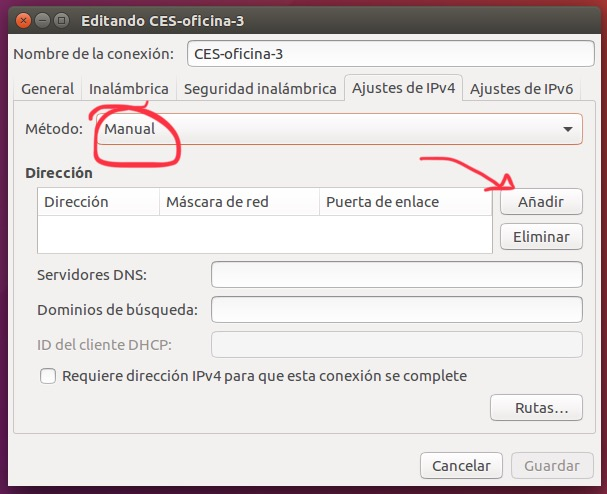 Editando CES-oficina-3
Nombre de la conexión: CES-oficina-3
General Inalámbrica Seguridad inalámbrica Ajustes de IPv4 Ajustes de IPv6
Método: Manual
Dirección
Dirección Máscara de red Puerta de enlace Añadir
Eliminar
Servidores DNS:
Dominios de búsqueda:
ID del cliente DHCP:
Requiere dirección IPv4 para que esta conexión se complete
Rutas...
Cancelar Guardar